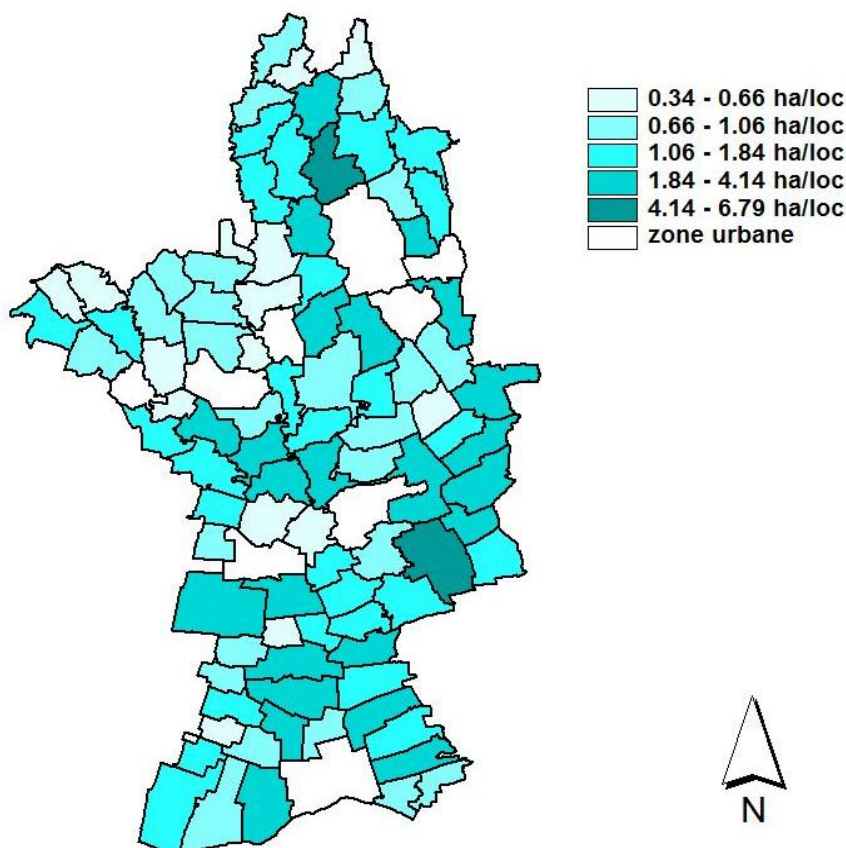 0.34 - 0.66 ha/loc
0.66 - 1.06 ha/loc
1.06 - 1.84 ha/loc
1.84 - 4.14 ha/loc
4.14 - 6.79 ha/loc
zone urbane
N